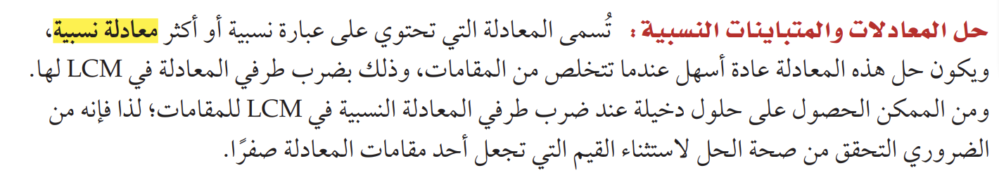 حل المعادلات والمتباينات النسبية : تُسمى المعادلة التي تحتوي على عبارة نسبية أو أكثر معادلة نسبية،
ويكون حل هذه المعادلة عادة أسهل عندما تتخلص من المقامات، وذلك بضرب طرفي المعادلة في LCM لها.
ومن الممكن الحصول على حلول دخيلة عند ضرب طرفي المعادلة النسبية في LCM للمقامات؛ لذا فإنه من
الضروري التحقق من صحة الحل لاستثناء القيم التي تجعل أحد مقامات المعادلة صفرًا.